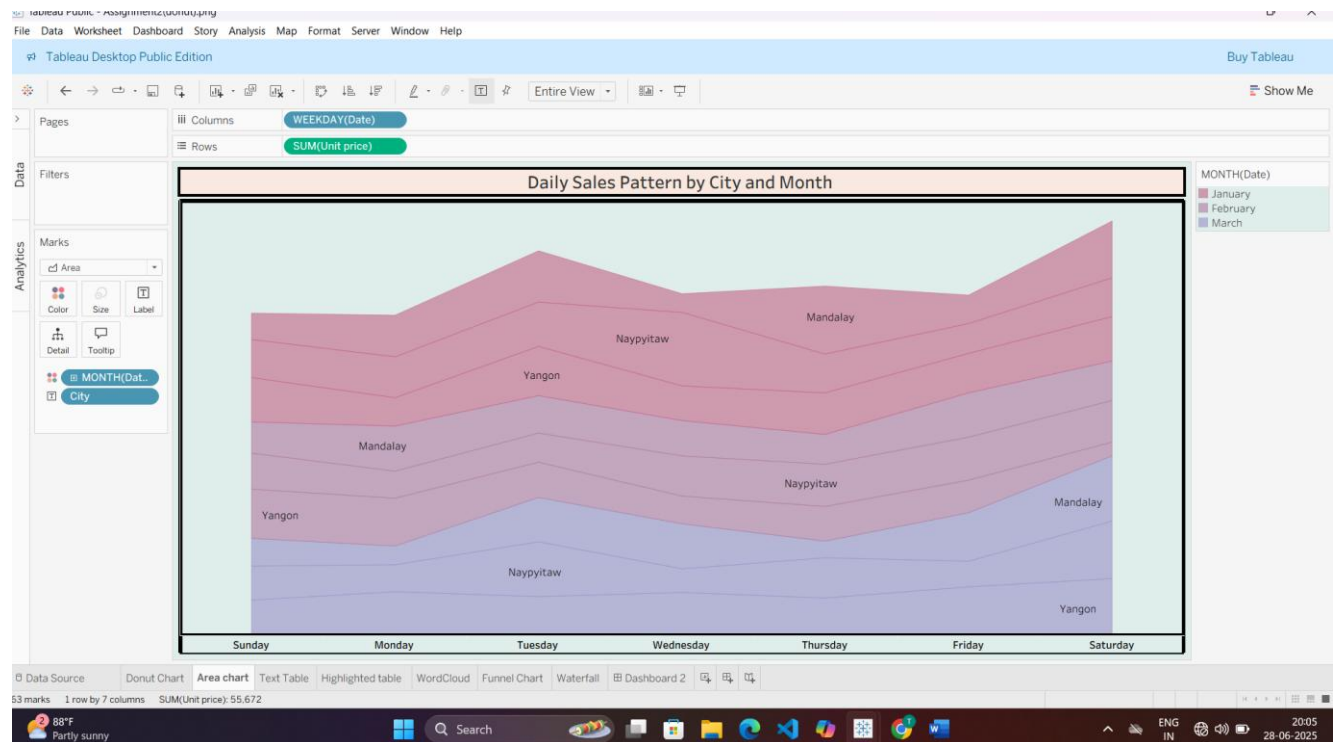 Tableau Public - Assignment2(donut).png
File Data Worksheet Dashboard Story Analysis Map Format Server Window Help
Tableau Desktop Public Edition Buy Tableau
Entire View Show Me
Pages
Columns WEEKDAY(Date)
Rows SUM(Unit price)
Data
Filters
Daily Sales Pattern by City and Month
MONTH(Date)
January
February
March
Analytics
Marks
Area
Color Size Label
Detail Tooltip
MONTH(Dat..
City
Mandalay
Naypyitaw
Yangon
Mandalay
Naypyitaw
Mandalay
Yangon
Naypyitaw
Yangon
Sunday Monday Tuesday Wednesday Thursday Friday Saturday
Data Source Donut Chart Area chart Text Table Highlighted table WordCloud Funnel Chart Waterfall Dashboard 2
63 marks 1 row by 7 columns SUM(Unit price): 55,672
2 88°F
Partly sunny
Search
ENG
IN
20:05
28-06-2025